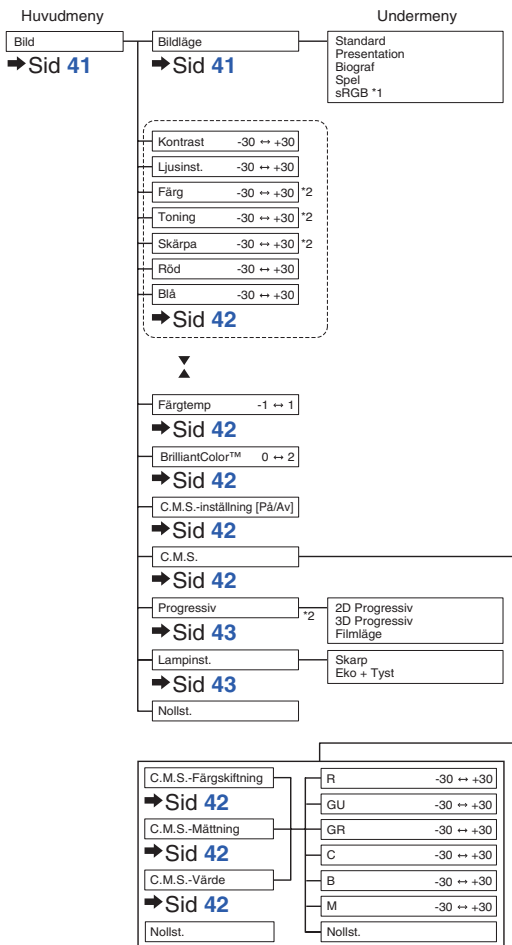 Huvudmeny Undermeny
Bild Bildläge Standard
Presentation
Biograf
Spel
sRGB *1
➡Sid 41 ➡Sid 41
Kontrast -30 ↔ +30
Ljusinst. -30 ↔ +30
Färg -30 ↔ +30 *2
Toning -30 ↔ +30 *2
Skärpa -30 ↔ +30 *2
Röd -30 ↔ +30
Blå -30 ↔ +30
➡Sid 42
Färgtemp -1 ↔ 1
➡Sid 42
BrilliantColor™ 0 ↔ 2
➡Sid 42
C.M.S.-inställning [På/Av]
➡Sid 42
C.M.S.
➡Sid 42
Progressiv *2 2D Progressiv
3D Progressiv
Filmläge
➡Sid 43
Lampinst. Skarp
Eko + Tyst
➡Sid 43
Nollst.
C.M.S.-Färgskiftning
➡Sid 42
C.M.S.-Mättning
➡Sid 42
C.M.S.-Värde
➡Sid 42
Nollst.
R -30 ↔ +30
GU -30 ↔ +30
GR -30 ↔ +30
C -30 ↔ +30
B -30 ↔ +30
M -30 ↔ +30
Nollst.